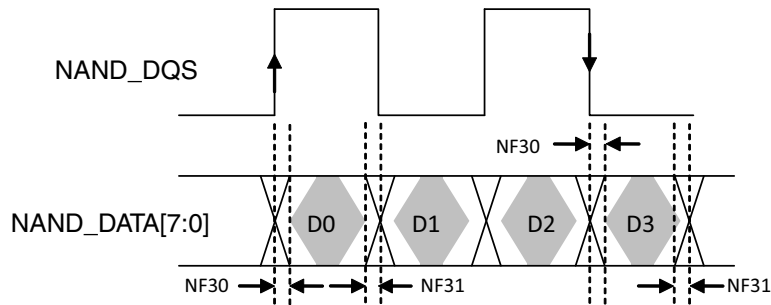 NAND_DQS
NF30
NAND_DATA[7:0]
D0
D1
D2
D3
NF30
NF31
NF31